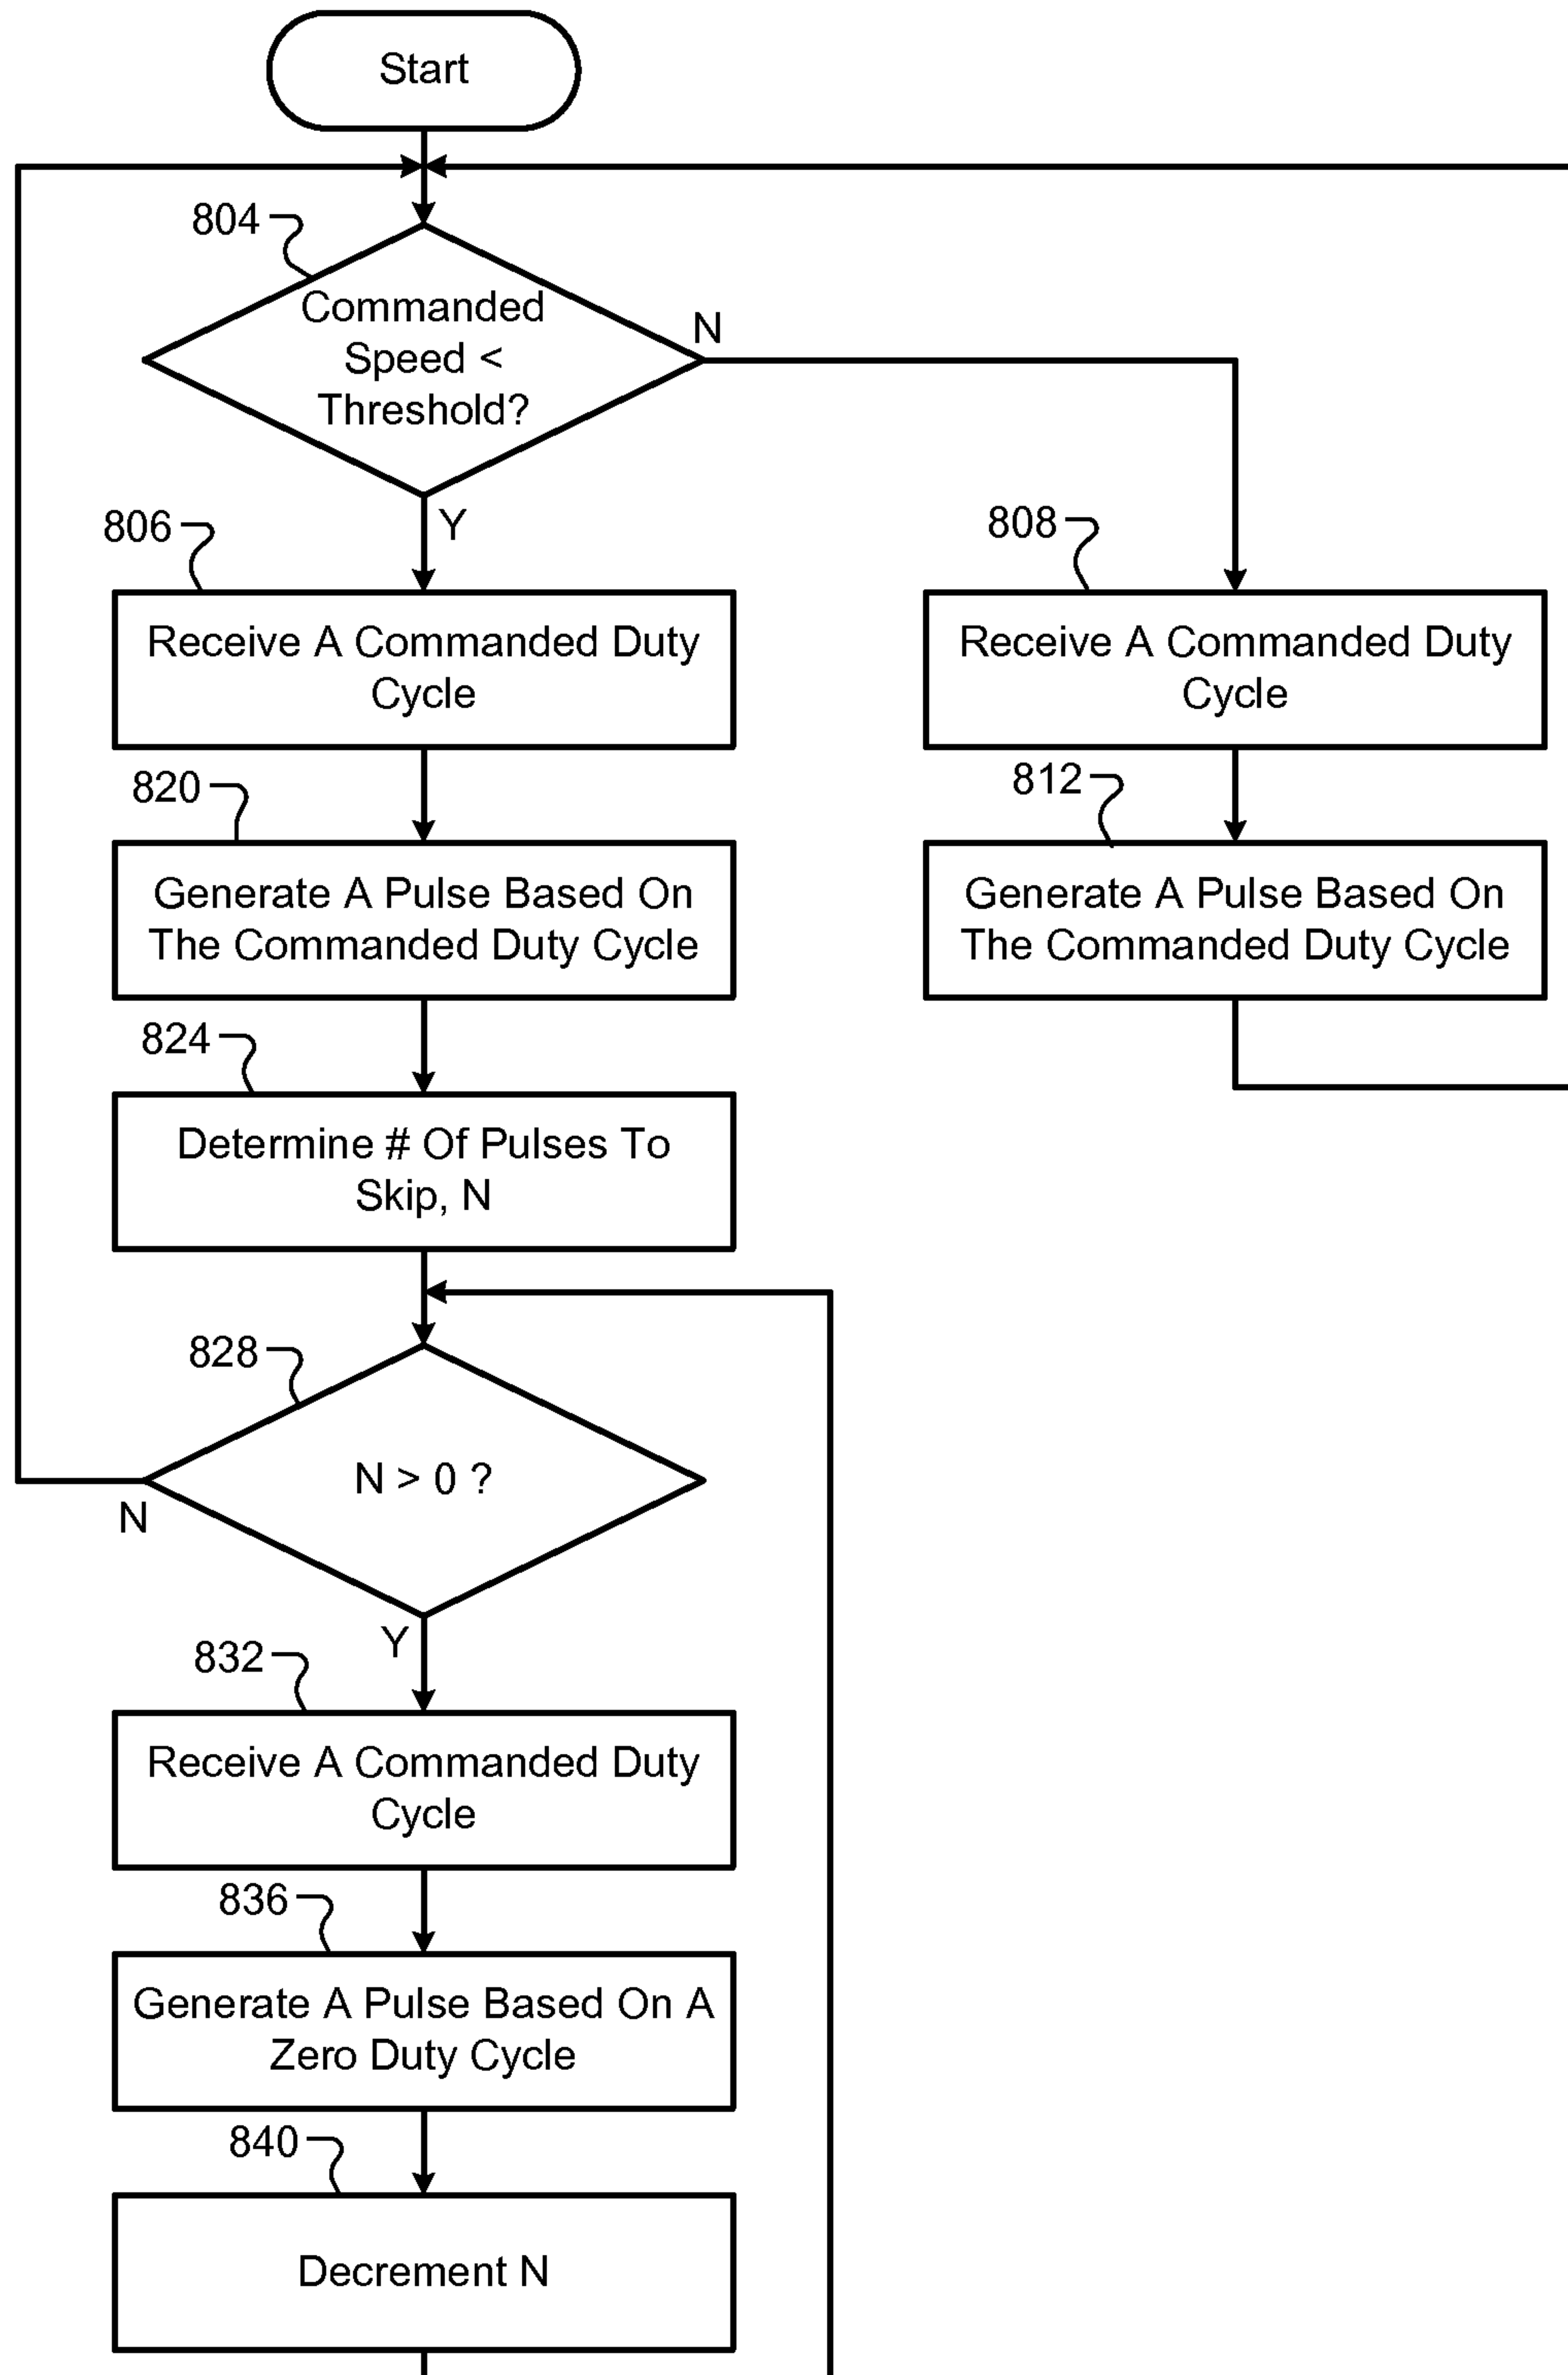 Start
804
Commanded
Speed <
Threshold?
N
Y
806
Receive A Commanded Duty
Cycle
808
Receive A Commanded Duty
Cycle
820
Generate A Pulse Based On
The Commanded Duty Cycle
812
Generate A Pulse Based On
The Commanded Duty Cycle
824
Determine # Of Pulses To
Skip, N
828
N > 0 ?
N
Y
832
Receive A Commanded Duty
Cycle
836
Generate A Pulse Based On A
Zero Duty Cycle
840
Decrement N